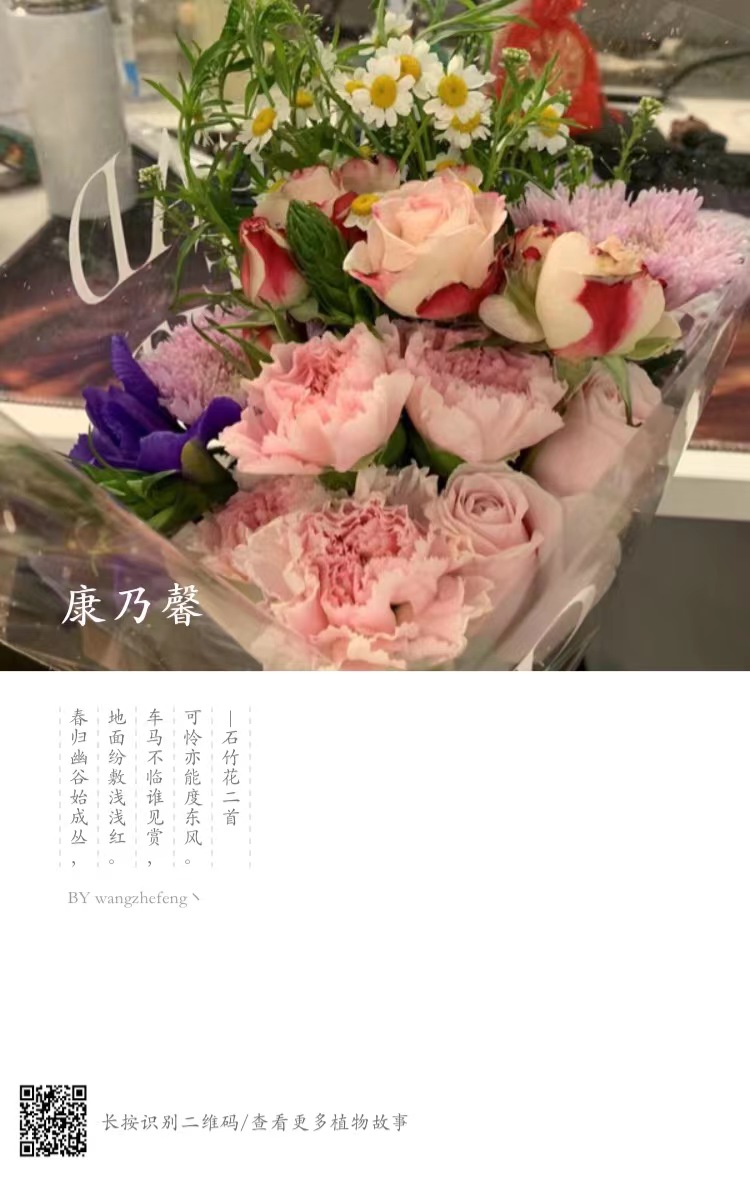 康乃馨
春归幽谷始成丛，
地面纷敷浅浅红。
车马不临谁见赏，
可怜亦能度东风。
—石竹花二首
BY wangzhefeng丶
长按识别二维码/查看更多植物故事